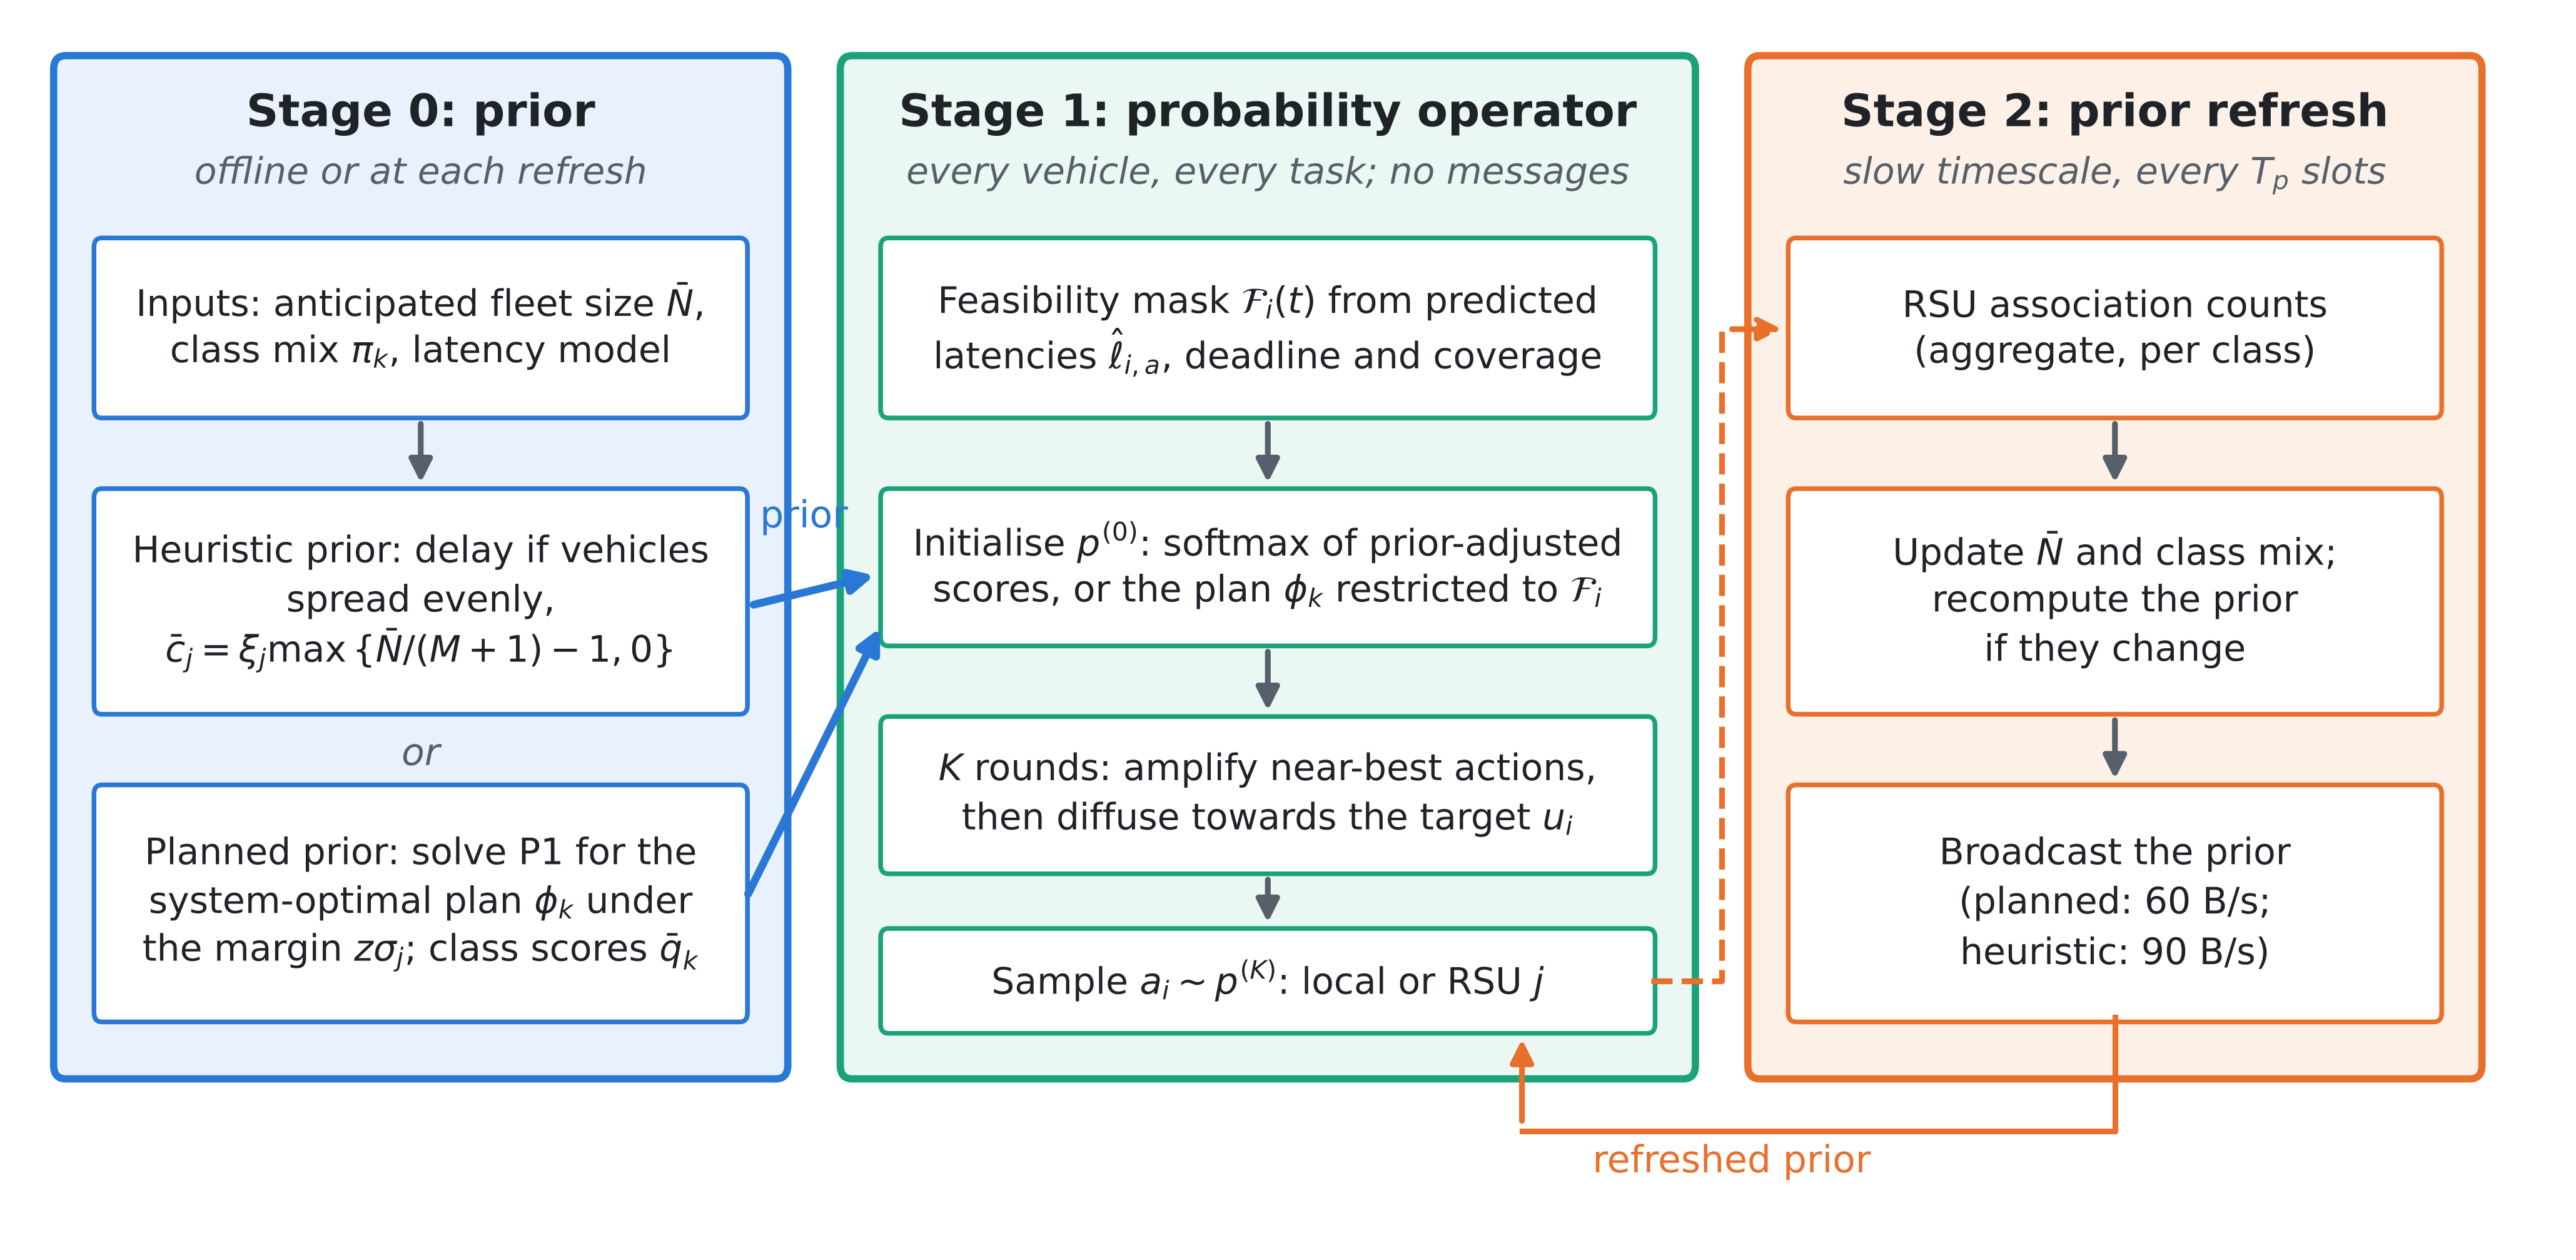 Stage 0: prior
offline or at each refresh
Inputs: anticipated fleet size N̄,
class mix πₖ, latency model
Heuristic prior: delay if vehicles
spread evenly,
c̄ⱼ = ξⱼmax {N̄/(M + 1) − 1, 0}
or
Planned prior: solve P1 for the
system-optimal plan ϕₖ under
the margin zσⱼ; class scores q̄ₖ
prior
Stage 1: probability operator
every vehicle, every task; no messages
Feasibility mask ℱᵢ(t) from predicted
latencies ℓ̂ᵢ,ₐ, deadline and coverage
Initialise p⁽⁰⁾: softmax of prior-adjusted
scores, or the plan ϕₖ restricted to ℱᵢ
K rounds: amplify near-best actions,
then diffuse towards the target uᵢ
Sample aᵢ ~ p⁽ᴷ⁾: local or RSU j
Stage 2: prior refresh
slow timescale, every Tₚ slots
RSU association counts
(aggregate, per class)
Update N̄ and class mix;
recompute the prior
if they change
Broadcast the prior
(planned: 60 B/s;
heuristic: 90 B/s)
refreshed prior